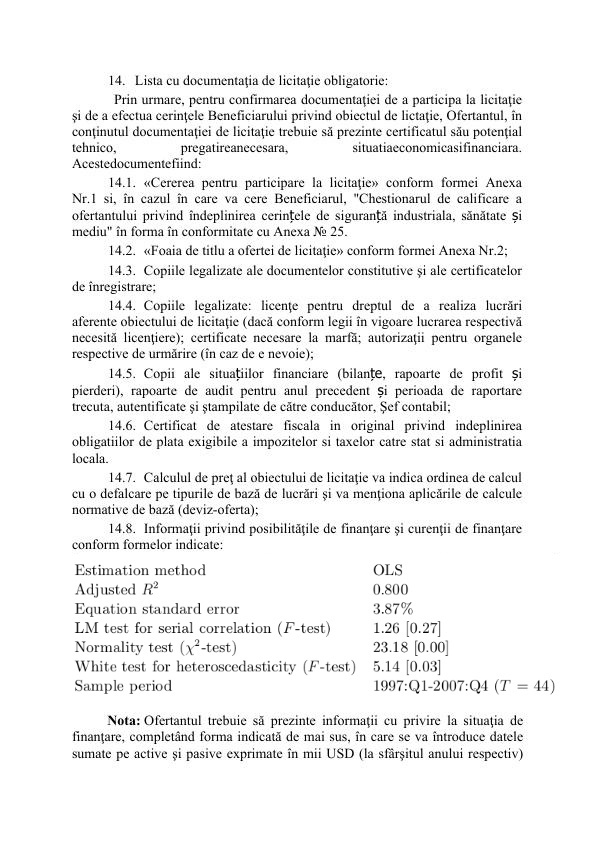 14. Lista cu documentaţia de licitaţie obligatorie:
Prin urmare, pentru confirmarea documentaţiei de a participa la licitaţie
şi de a efectua cerinţele Beneficiarului privind obiectul de lictaţie, Ofertantul, în
conţinutul documentaţiei de licitaţie trebuie să prezinte certificatul său potenţial
tehnico, pregatireanecesara, situatiaeconomicasifinanciara.
Acestedocumentefiind:
14.1. «Cererea pentru participare la licitaţie» conform formei Anexa
Nr.1 si, în cazul în care va cere Beneficiarul, "Chestionarul de calificare a
ofertantului privind îndeplinirea cerințele de siguranță industriala, sănătate și
mediu" în forma în conformitate cu Anexa № 25.
14.2. «Foaia de titlu a ofertei de licitaţie» conform formei Anexa Nr.2;
14.3. Copiile legalizate ale documentelor constitutive şi ale certificatelor
de înregistrare;
14.4. Copiile legalizate: licenţe pentru dreptul de a realiza lucrări
aferente obiectului de licitaţie (dacă conform legii în vigoare lucrarea respectivă
necesită licenţiere); certificate necesare la marfă; autorizaţii pentru organele
respective de urmărire (în caz de e nevoie);
14.5. Copii ale situațiilor financiare (bilanțe, rapoarte de profit și
pierderi), rapoarte de audit pentru anul precedent și perioada de raportare
trecuta, autentificate şi ştampilate de către conducător, Şef contabil;
14.6. Certificat de atestare fiscala in original privind indeplinirea
obligatiilor de plata exigibile a impozitelor si taxelor catre stat si administratia
locala.
14.7. Calculul de preţ al obiectului de licitaţie va indica ordinea de calcul
cu o defalcare pe tipurile de bază de lucrări şi va menţiona aplicările de calcule
normative de bază (deviz-oferta);
14.8. Informaţii privind posibilităţile de finanţare şi curenţii de finanţare
conform formelor indicate:
Estimation method OLS
Adjusted R² 0.800
Equation standard error 3.87%
LM test for serial correlation (F-test) 1.26 [0.27]
Normality test (χ²-test) 23.18 [0.00]
White test for heteroscedasticity (F-test) 5.14 [0.03]
Sample period 1997:Q1-2007:Q4 (T = 44)
Nota: Ofertantul trebuie să prezinte informaţii cu privire la situaţia de
finanţare, completând forma indicată de mai sus, în care se va întroduce datele
sumate pe active şi pasive exprimate în mii USD (la sfârşitul anului respectiv)